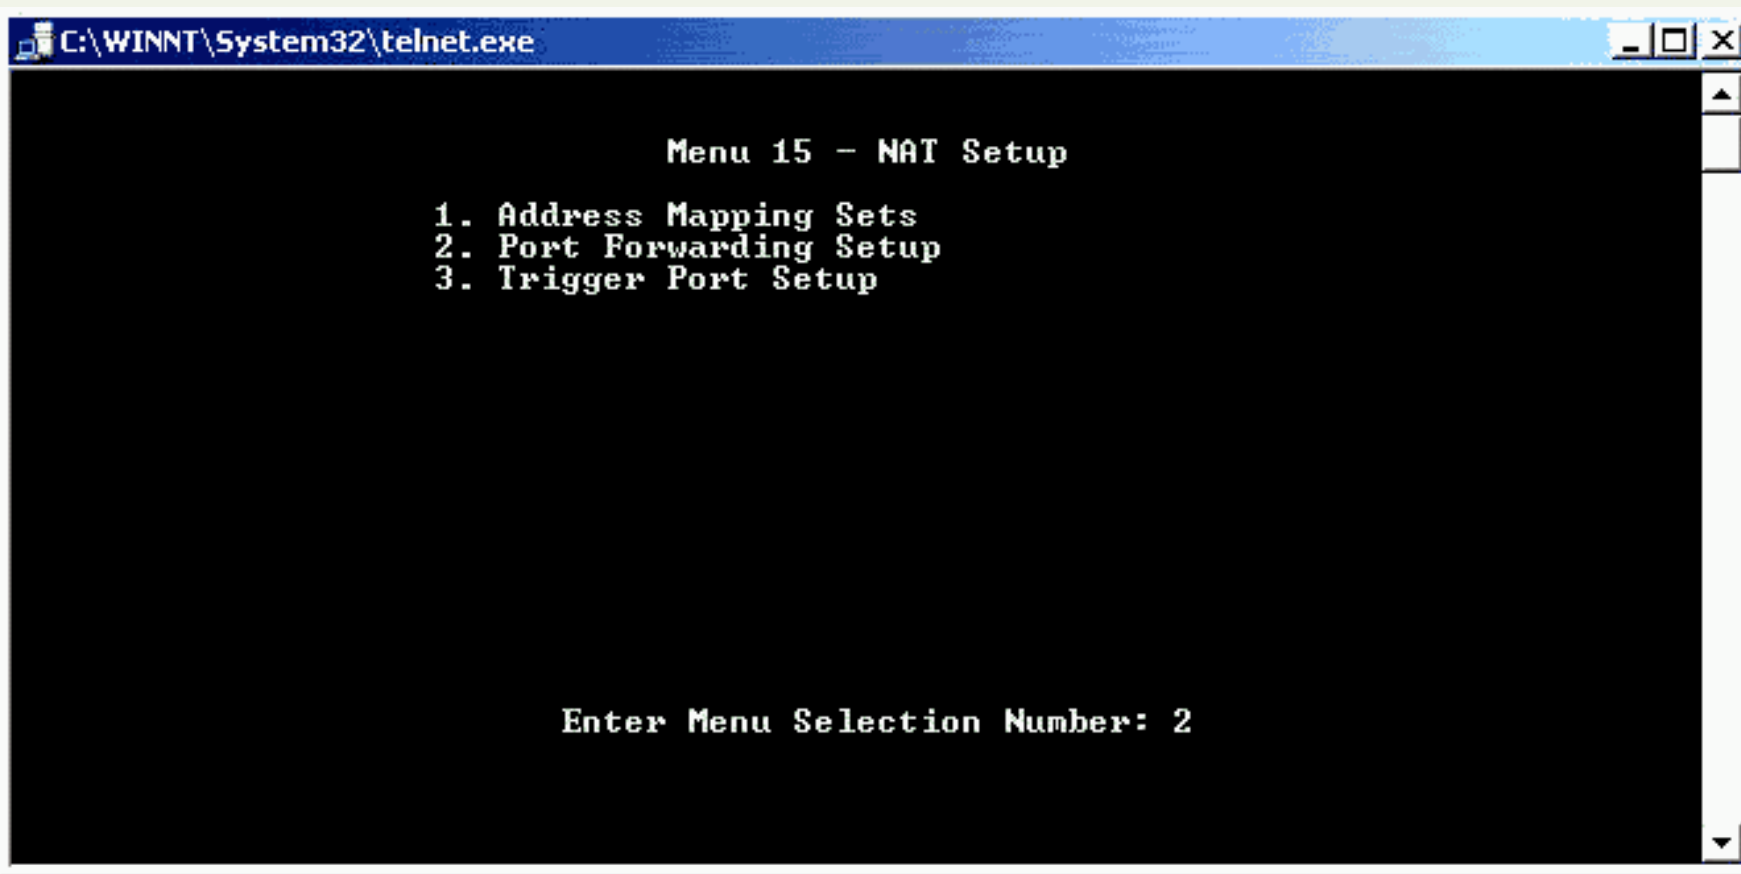 C:\WINNT\System32\telnet.exe
Menu 15 - NAT Setup
1. Address Mapping Sets
2. Port Forwarding Setup
3. Trigger Port Setup
Enter Menu Selection Number: 2